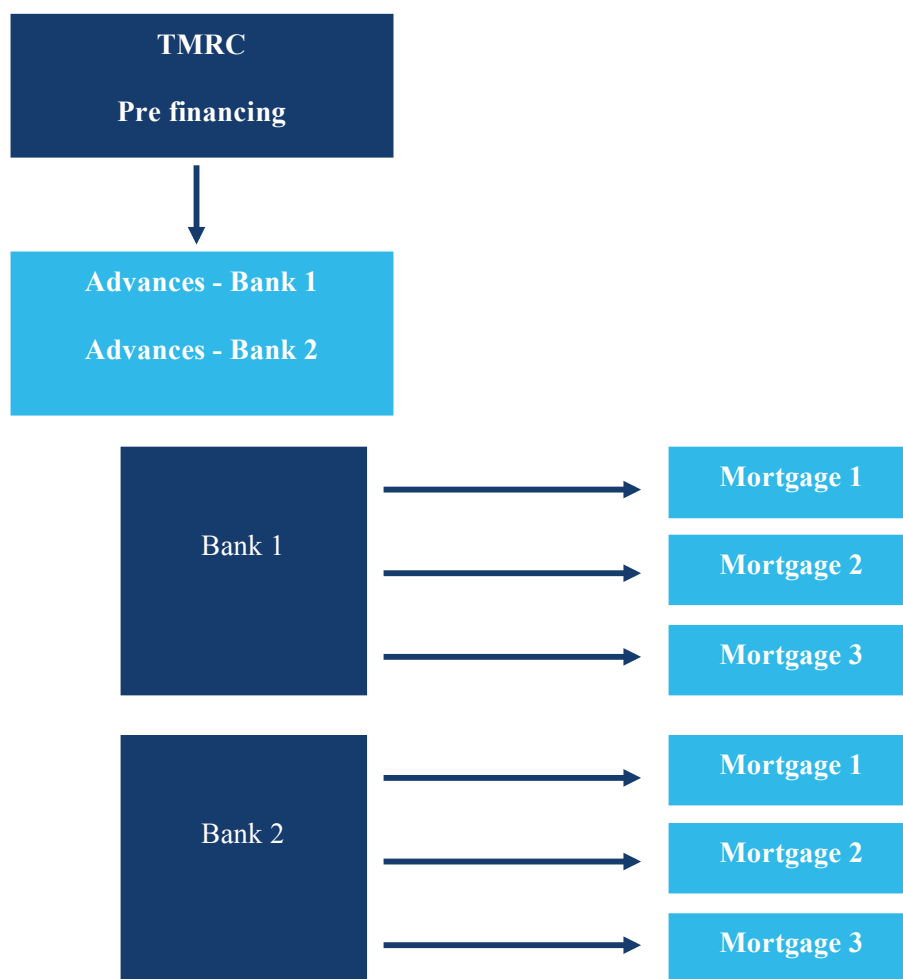 TMRC
Pre financing
Advances - Bank 1
Advances - Bank 2
Bank 1
Mortgage 1
Mortgage 2
Mortgage 3
Bank 2
Mortgage 1
Mortgage 2
Mortgage 3